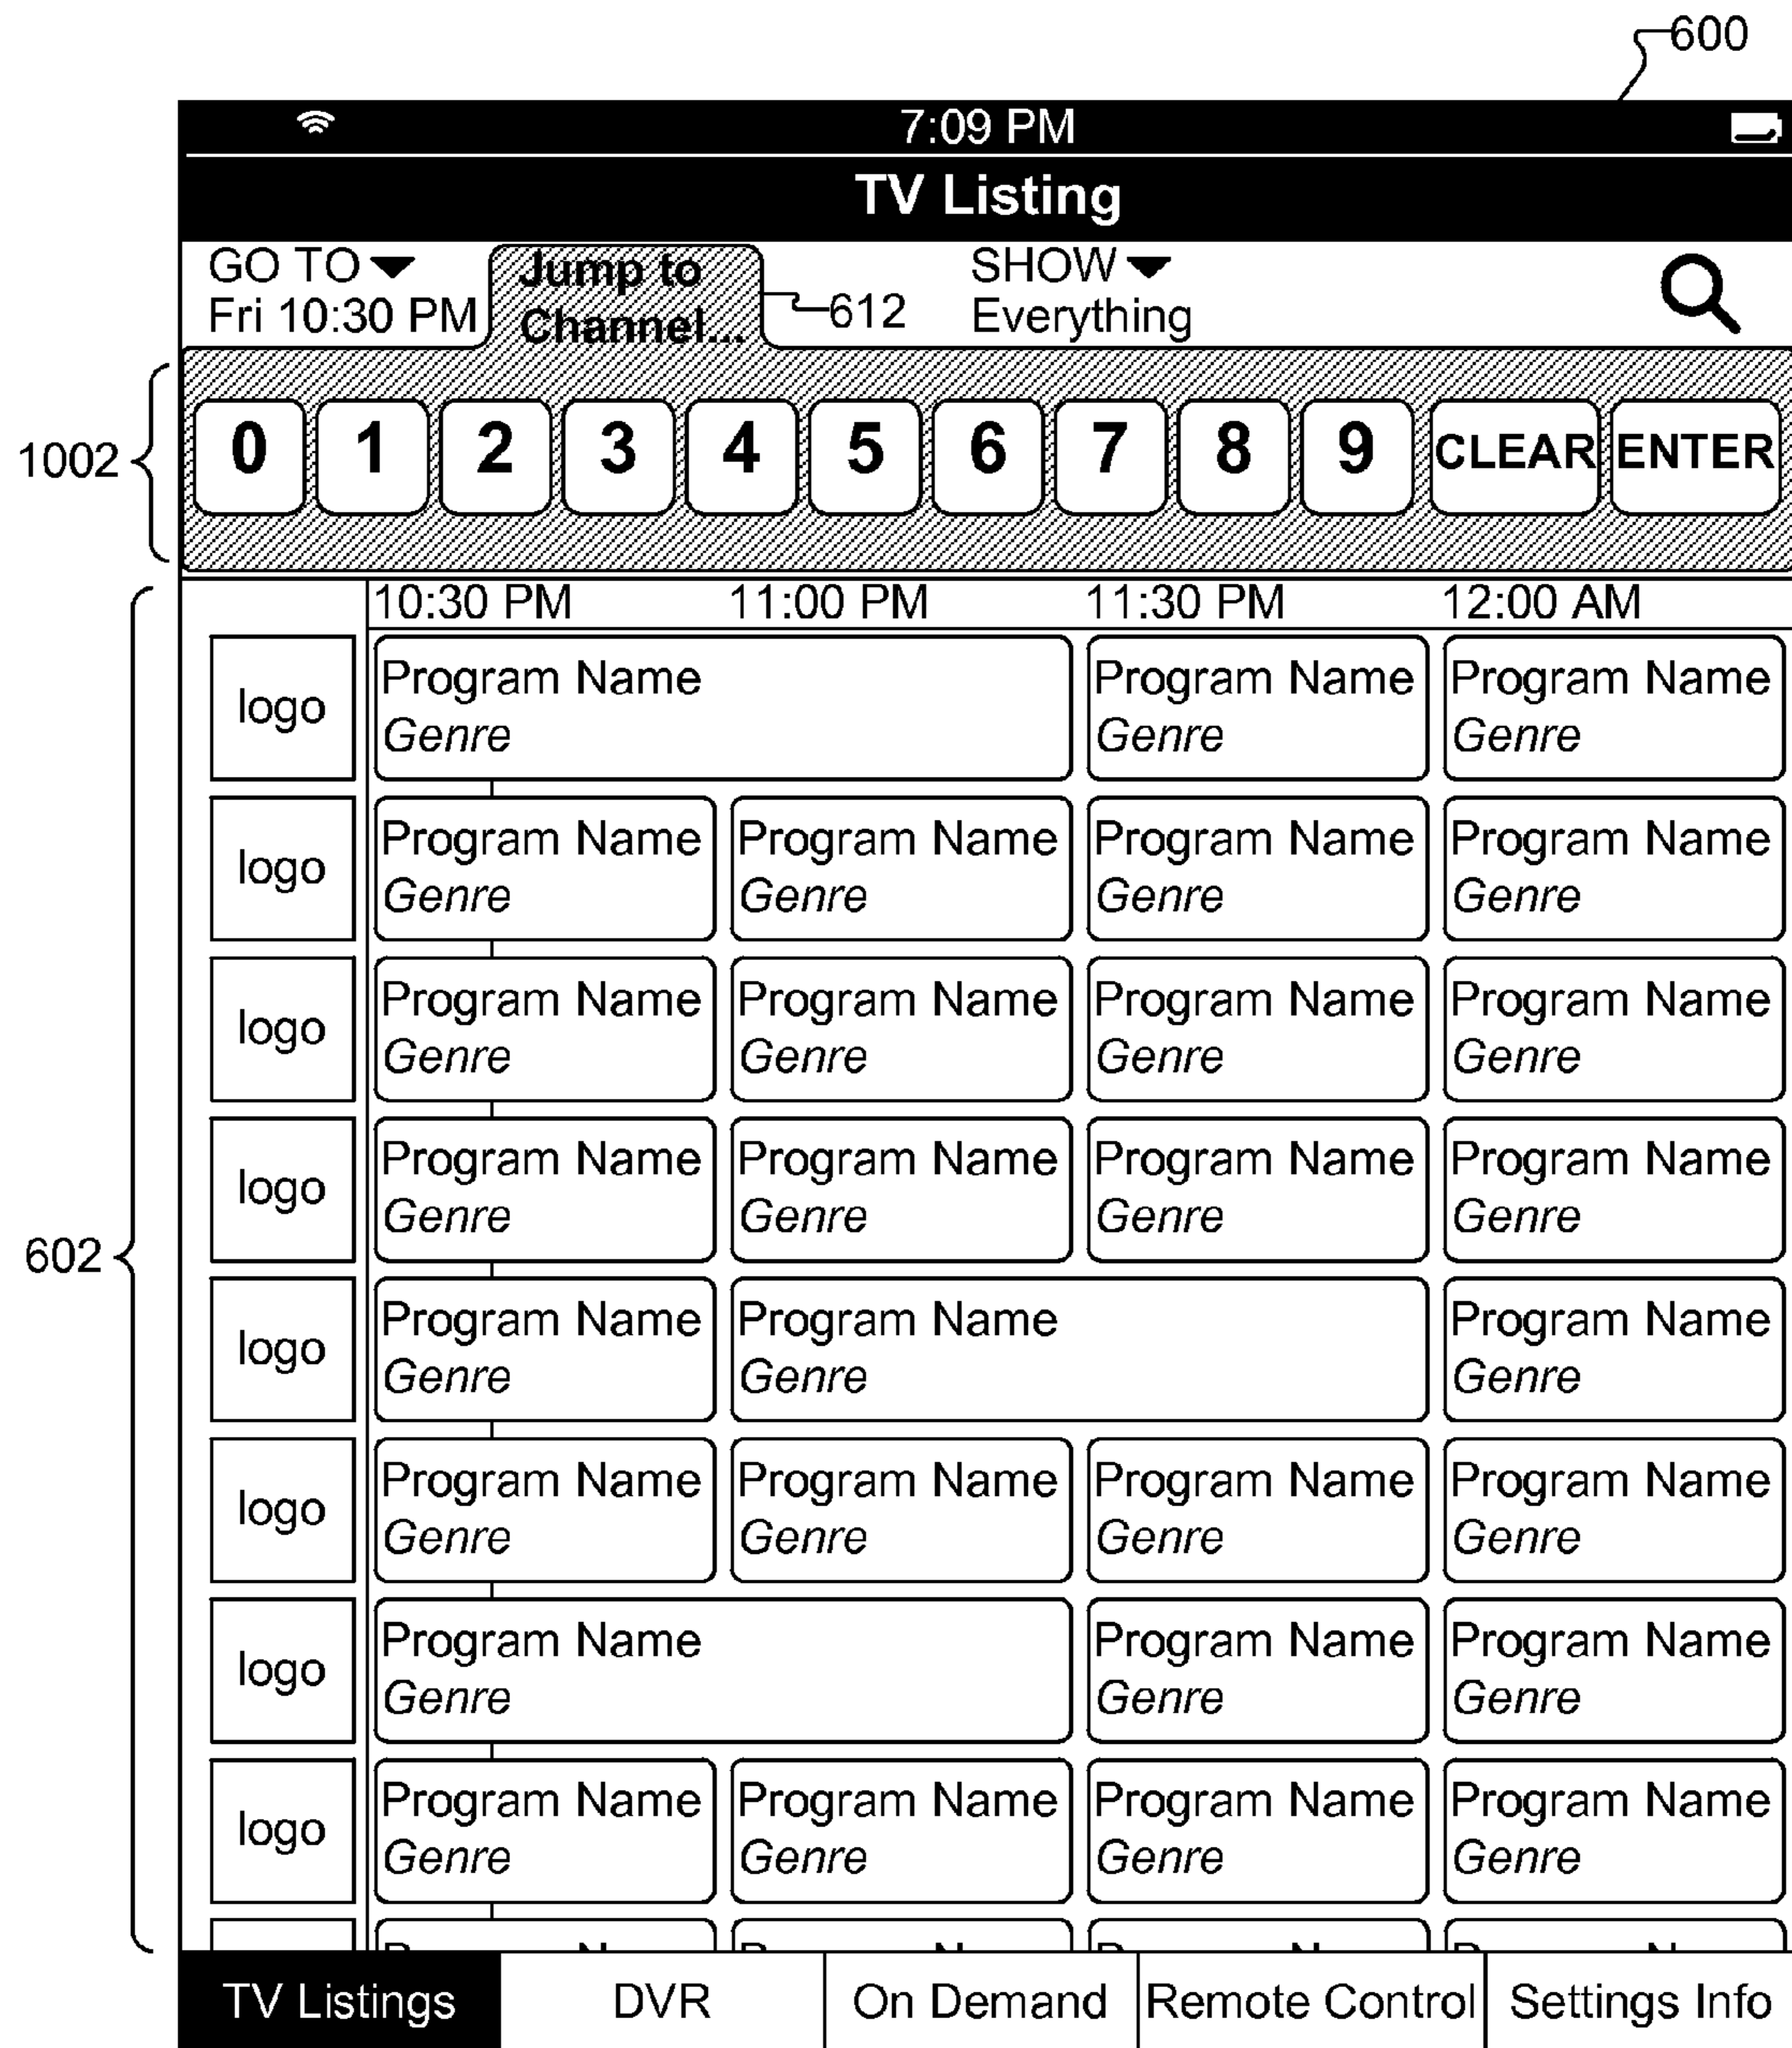 600
7:09 PM
TV Listing
GO TO
Fri 10:30 PM
Jump to
Channel...
612
SHOW
Everything
1002
0 1 2 3 4 5 6 7 8 9 CLEAR ENTER
10:30 PM 11:00 PM 11:30 PM 12:00 AM
logo
Program Name Program Name Program Name
Genre Genre Genre
logo
Program Name Program Name Program Name Program Name
Genre Genre Genre Genre
logo
Program Name Program Name Program Name Program Name
Genre Genre Genre Genre
logo
Program Name Program Name Program Name Program Name
Genre Genre Genre Genre
602
logo
Program Name Program Name Program Name
Genre Genre Genre
logo
Program Name Program Name Program Name Program Name
Genre Genre Genre Genre
logo
Program Name Program Name Program Name
Genre Genre Genre
logo
Program Name Program Name Program Name Program Name
Genre Genre Genre Genre
TV Listings DVR On Demand Remote Control Settings Info